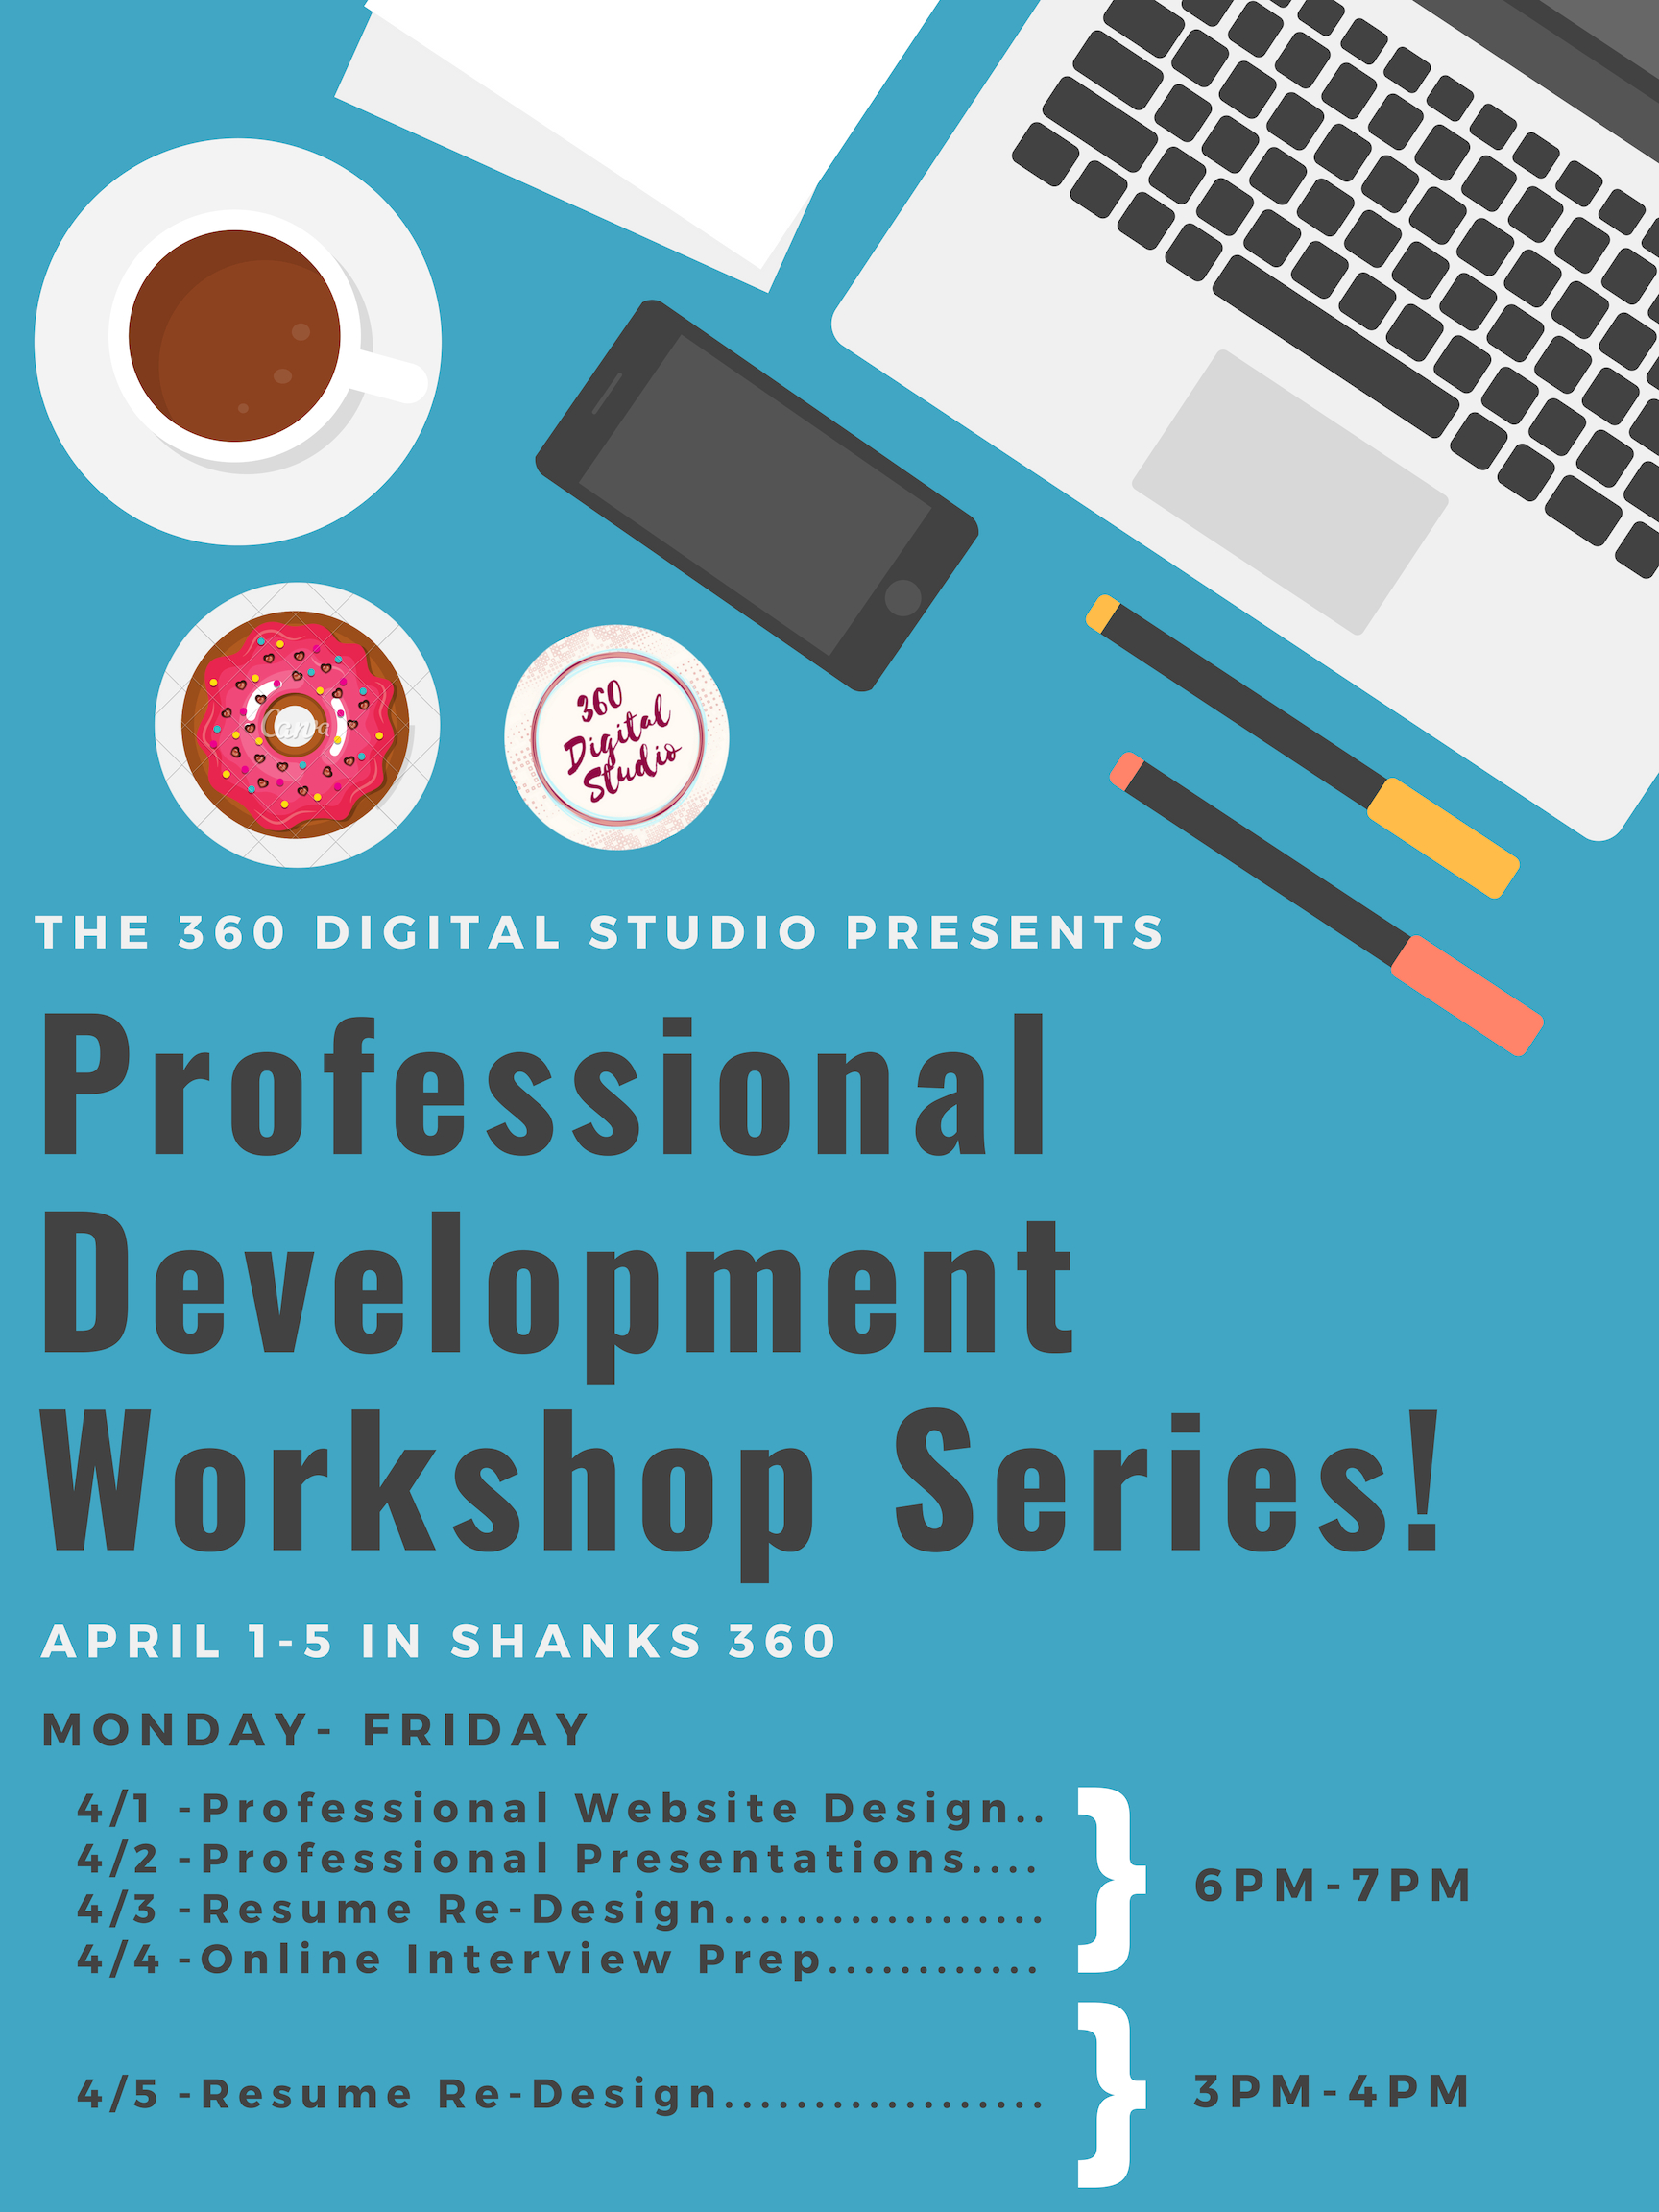 Canva
360
Digital
Studio
THE 360 DIGITAL STUDIO PRESENTS
Professional
Development
Workshop Series!
APRIL 1-5 IN SHANKS 360
MONDAY- FRIDAY
4/1 -Professional Website Design..
4/2 -Professional Presentations....
4/3 -Resume Re-Design..................
4/4 -Online Interview Prep............
} 6PM-7PM
4/5 -Resume Re-Design..................
} 3PM-4PM